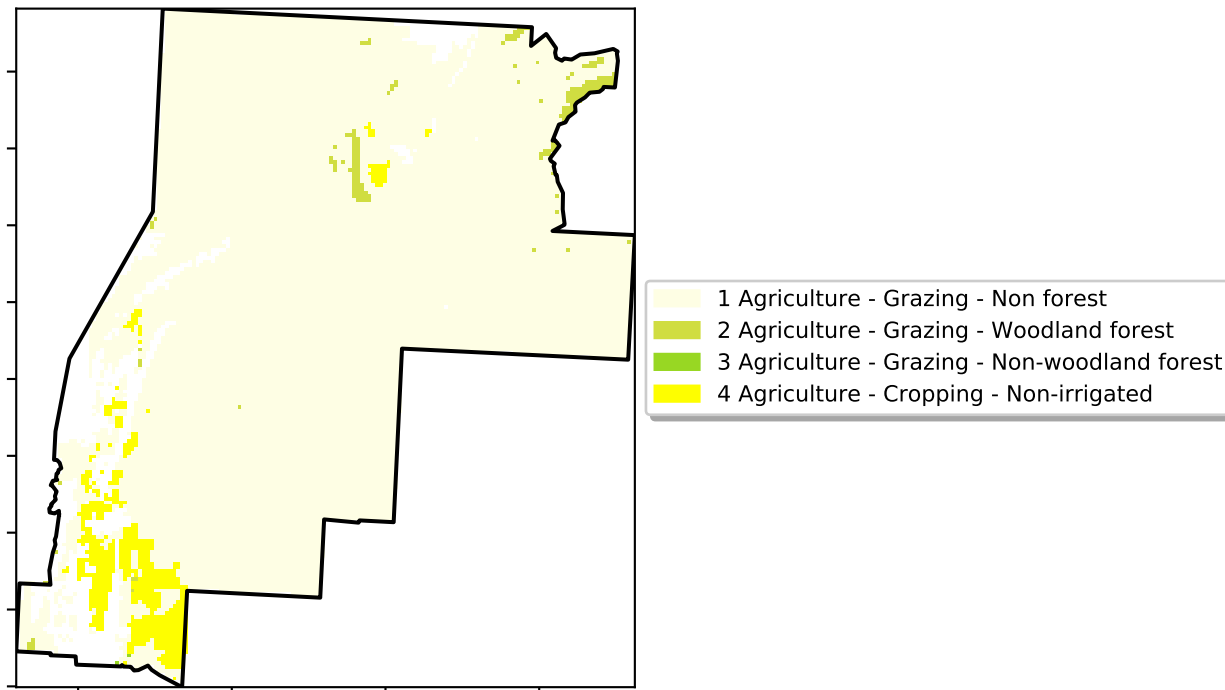 1 Agriculture - Grazing - Non forest
2 Agriculture - Grazing - Woodland forest
3 Agriculture - Grazing - Non-woodland forest
4 Agriculture - Cropping - Non-irrigated